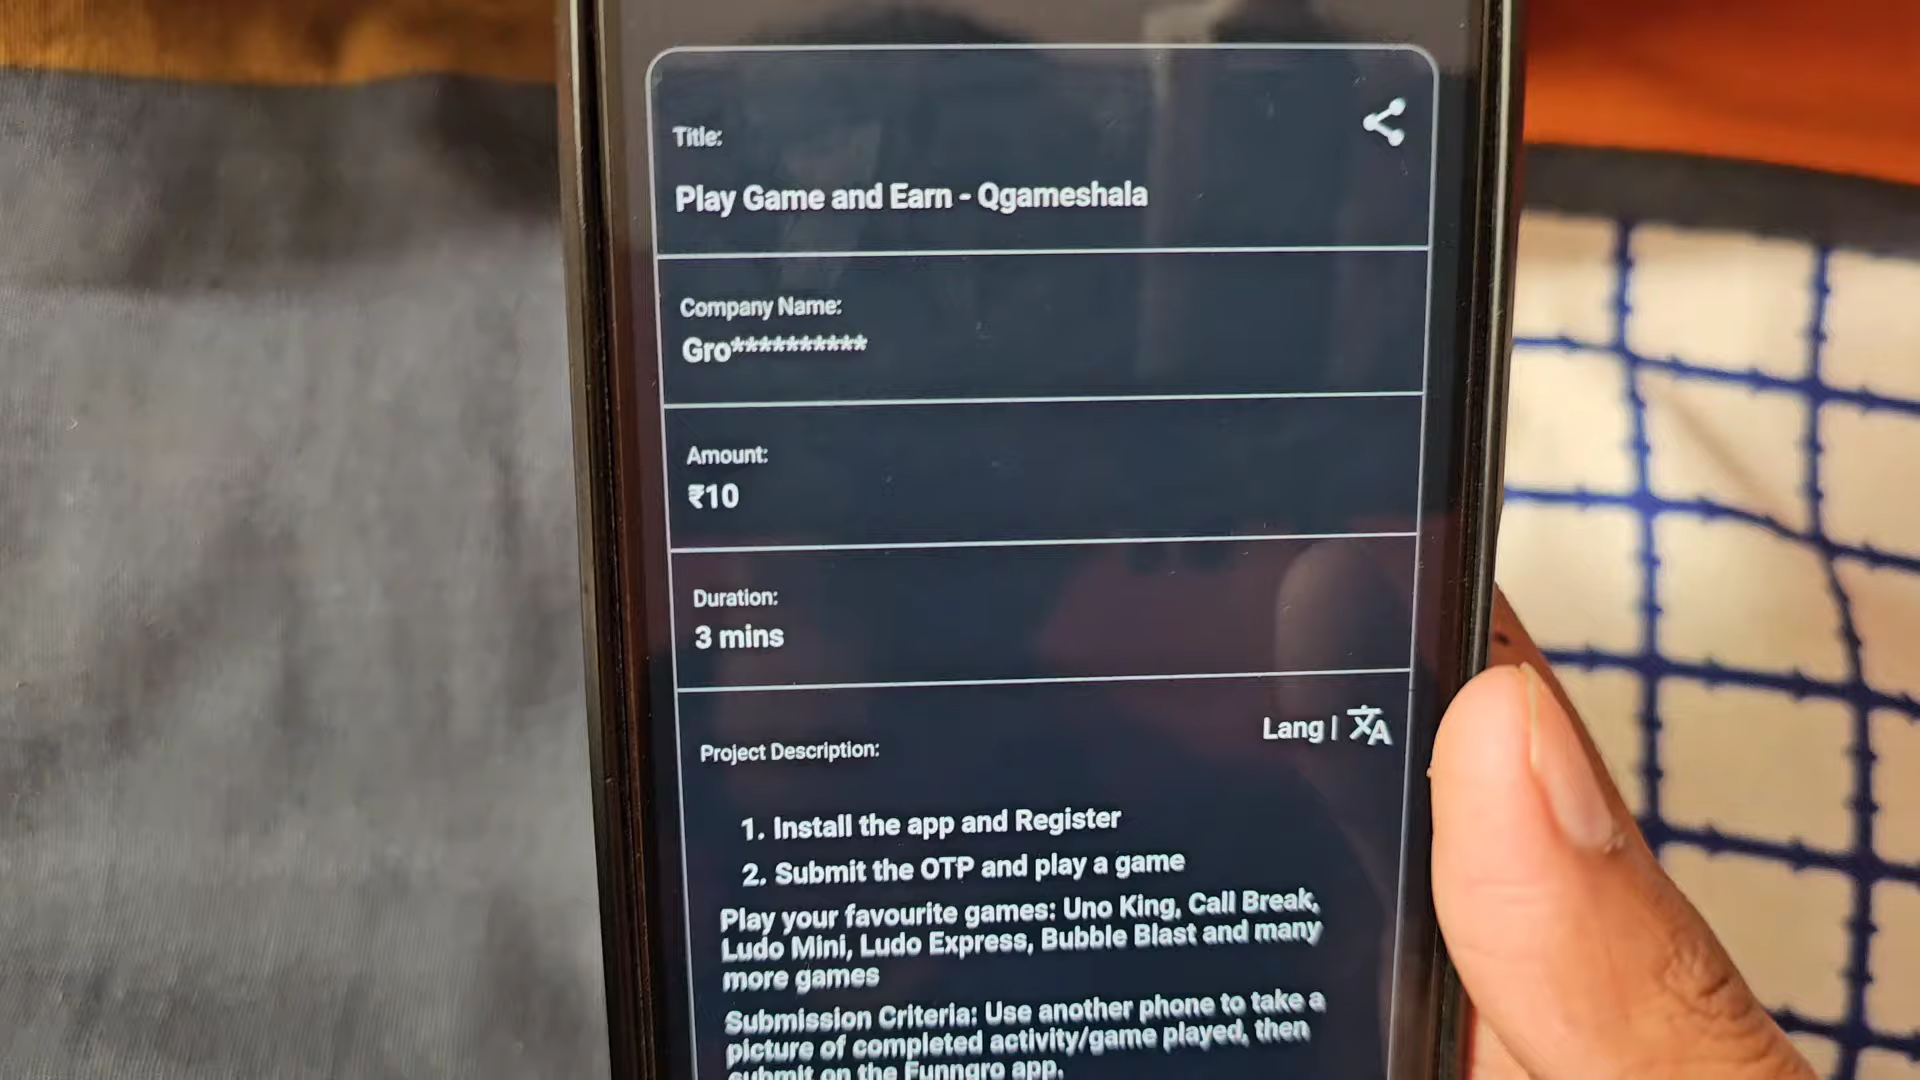 Title:
Play Game and Earn - Qgameshala
Company Name:
Gro***********
Amount:
₹10
Duration:
3 mins
Lang |
Project Description:
1. Install the app and Register
2. Submit the OTP and play a game
Play your favourite games: Uno King, Call Break,
Ludo Mini, Ludo Express, Bubble Blast and many
more games
Submission Criteria: Use another phone to take a
picture of completed activity/game played, then
submit on the Funngro app.